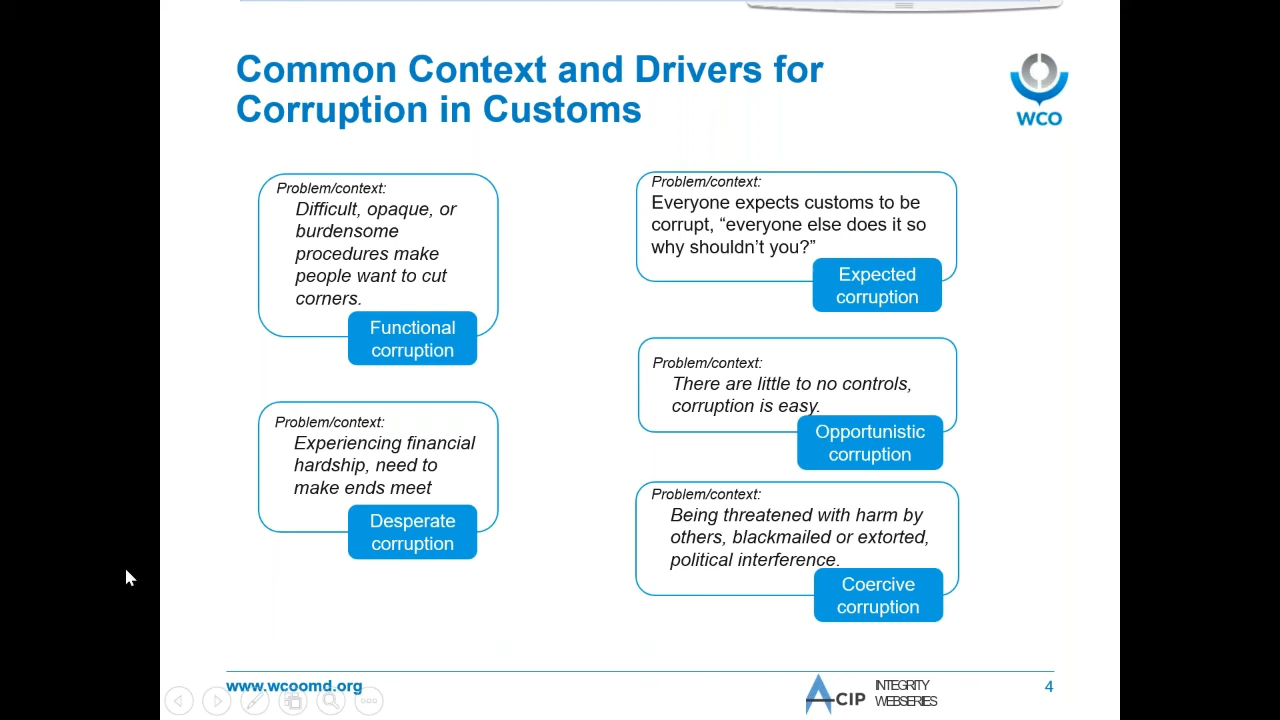 Common Context and Drivers for
Corruption in Customs
WCO
Problem/context:
Difficult, opaque, or
burdensome
procedures make
people want to cut
corners.
Functional
corruption
Problem/context:
Experiencing financial
hardship, need to
make ends meet
Desperate
corruption
Problem/context:
Everyone expects customs to be
corrupt, “everyone else does it so
why shouldn’t you?”
Expected
corruption
Problem/context:
There are little to no controls,
corruption is easy.
Opportunistic
corruption
Problem/context:
Being threatened with harm by
others, blackmailed or extorted,
political interference.
Coercive
corruption
www.wcoomd.org
A-CIP
INTEGRITY
WEBSERIES
4